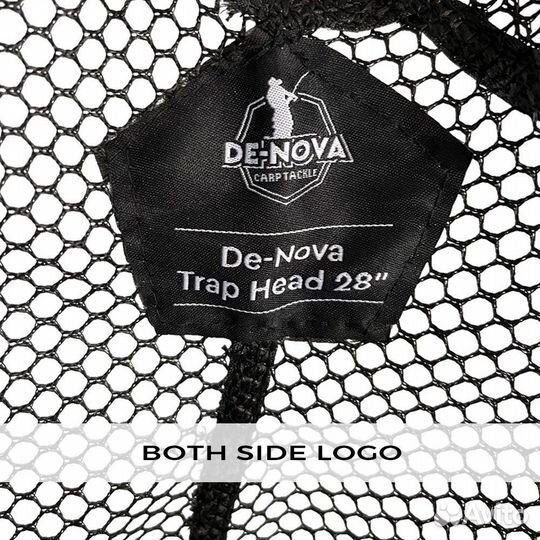 DE-NOVA
CARP TACKLE
De-Nova
Trap Head 28"
BOTH SIDE LOGO
Avito